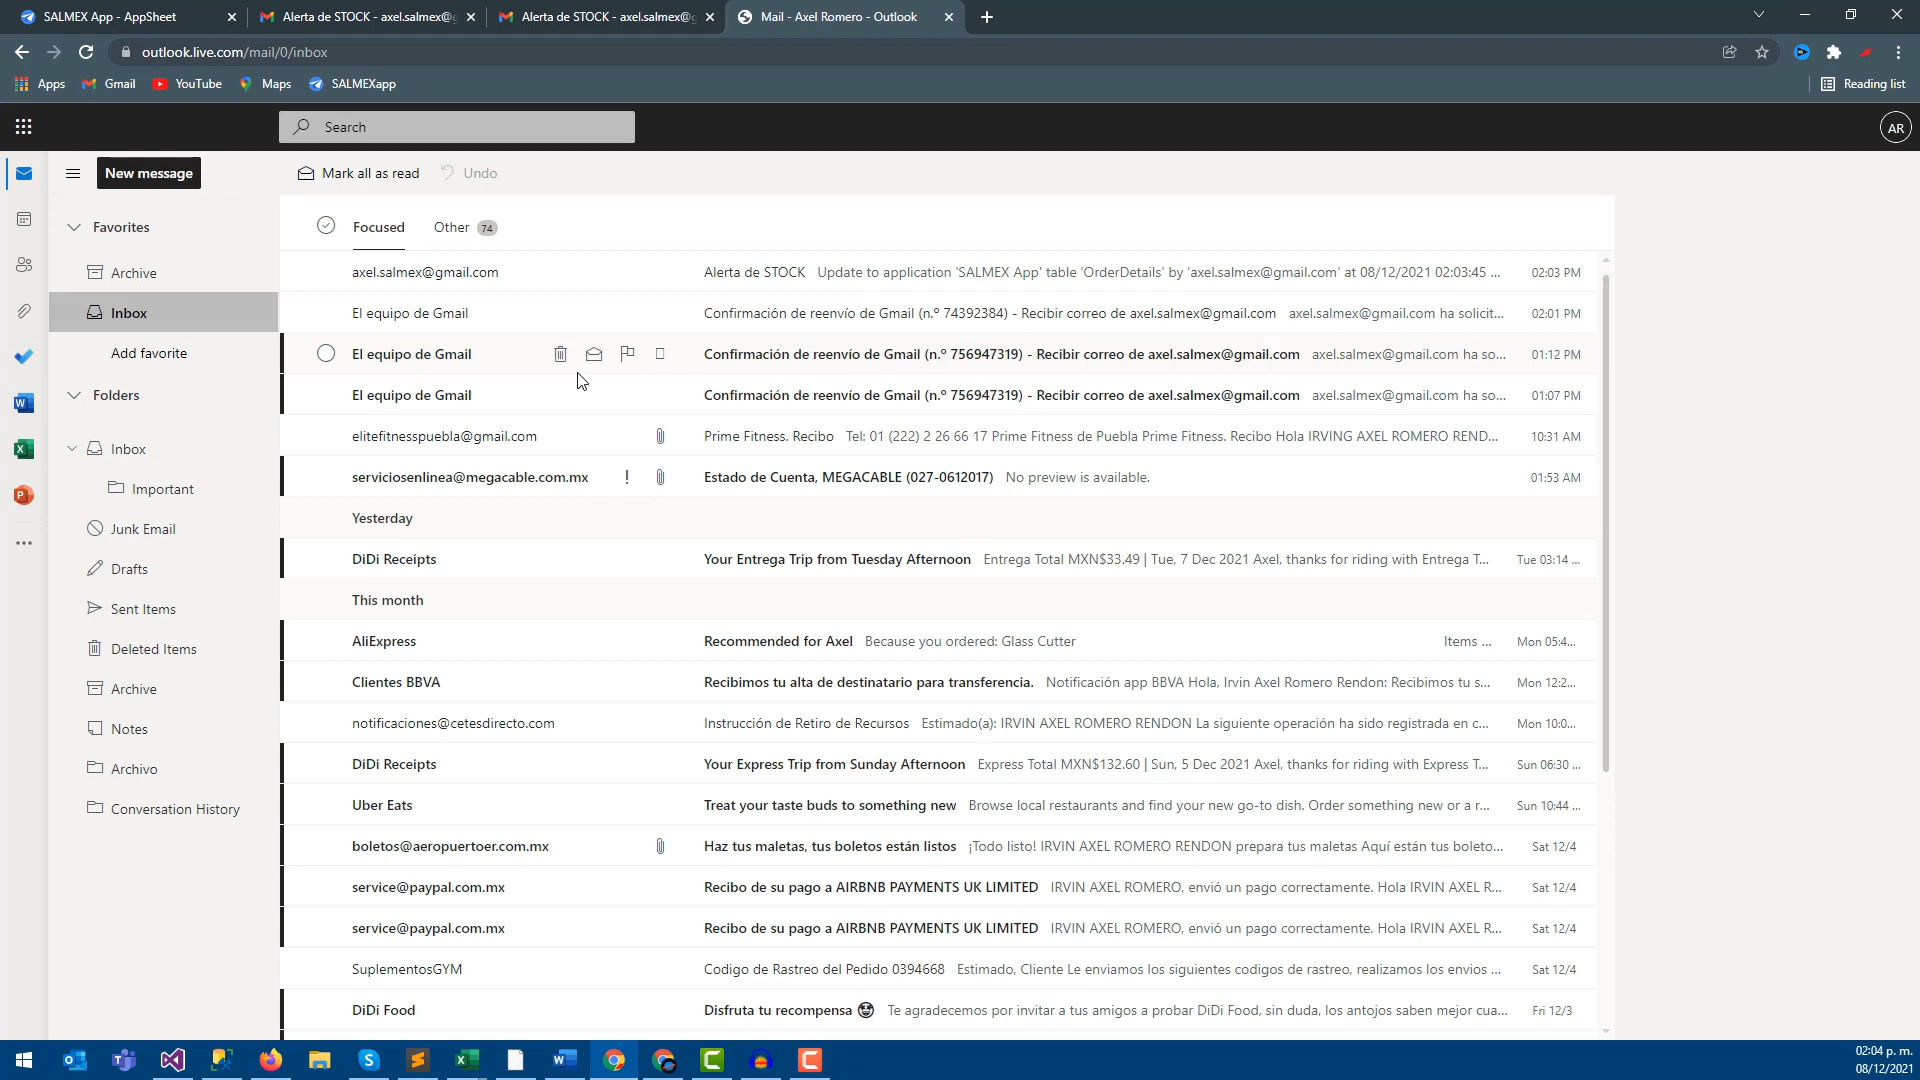 SALMEX App - AppSheet
Alerta de STOCK - axel.salmex@g
Alerta de STOCK - axel.salmex@g
Mail - Axel Romero - Outlook
outlook.live.com/mail/0/inbox
Apps
Gmail
YouTube
Maps
SALMEXapp
Reading list
Search
AR
New message
Mark all as read
Undo
Favorites
Archive
Inbox
Add favorite
Folders
Inbox
Important
Junk Email
Drafts
Sent Items
Deleted Items
Archive
Notes
Archivo
Conversation History
Focused
Other 74
axel.salmex@gmail.com Alerta de STOCK Update to application 'SALMEX App' table 'OrderDetails' by 'axel.salmex@gmail.com' at 08/12/2021 02:03:45 ... 02:03 PM
El equipo de Gmail Confirmación de reenvío de Gmail (n.º 74392384) - Recibir correo de axel.salmex@gmail.com axel.salmex@gmail.com ha solicit... 02:01 PM
El equipo de Gmail Confirmación de reenvío de Gmail (n.º 756947319) - Recibir correo de axel.salmex@gmail.com axel.salmex@gmail.com ha so... 01:12 PM
El equipo de Gmail Confirmación de reenvío de Gmail (n.º 756947319) - Recibir correo de axel.salmex@gmail.com axel.salmex@gmail.com ha so... 01:07 PM
elitefitnesspuebla@gmail.com Prime Fitness. Recibo Tel: 01 (222) 2 26 66 17 Prime Fitness de Puebla Prime Fitness. Recibo Hola IRVING AXEL ROMERO REND... 10:31 AM
serviciosenlinea@megacable.com.mx ! Estado de Cuenta, MEGACABLE (027-0612017) No preview is available. 01:53 AM
Yesterday
DiDi Receipts Your Entrega Trip from Tuesday Afternoon Entrega Total MXN$33.49 | Tue, 7 Dec 2021 Axel, thanks for riding with Entrega T... Tue 03:14 ...
This month
AliExpress Recommended for Axel Because you ordered: Glass Cutter Items ... Mon 05:4...
Clientes BBVA Recibimos tu alta de destinatario para transferencia. Notificación app BBVA Hola, Irvin Axel Romero Rendon: Recibimos tu s... Mon 12:2...
notificaciones@cetesdirecto.com Instrucción de Retiro de Recursos Estimado(a): IRVIN AXEL ROMERO RENDON La siguiente operación ha sido registrada en c... Mon 10:0...
DiDi Receipts Your Express Trip from Sunday Afternoon Express Total MXN$132.60 | Sun, 5 Dec 2021 Axel, thanks for riding with Express T... Sun 06:30 ...
Uber Eats Treat your taste buds to something new Browse local restaurants and find your new go-to dish. Order something new or a r... Sun 10:44 ...
boletos@aeropuertoer.com.mx Haz tus maletas, tus boletos están listos ¡Todo listo! IRVIN AXEL ROMERO RENDON prepara tus maletas Aquí están tus boleto... Sat 12/4
service@paypal.com.mx Recibo de su pago a AIRBNB PAYMENTS UK LIMITED IRVIN AXEL ROMERO, envió un pago correctamente. Hola IRVIN AXEL R... Sat 12/4
service@paypal.com.mx Recibo de su pago a AIRBNB PAYMENTS UK LIMITED IRVIN AXEL ROMERO, envió un pago correctamente. Hola IRVIN AXEL R... Sat 12/4
SuplementosGYM Codigo de Rastreo del Pedido 0394668 Estimado, Cliente Le enviamos los siguientes codigos de rastreo, realizamos los envios ... Sat 12/4
DiDi Food Disfruta tu recompensa 🤩 Te agradecemos por invitar a tus amigos a probar DiDi Food, sin duda, los antojos saben mejor cua... Fri 12/3
02:04 p. m.
08/12/2021